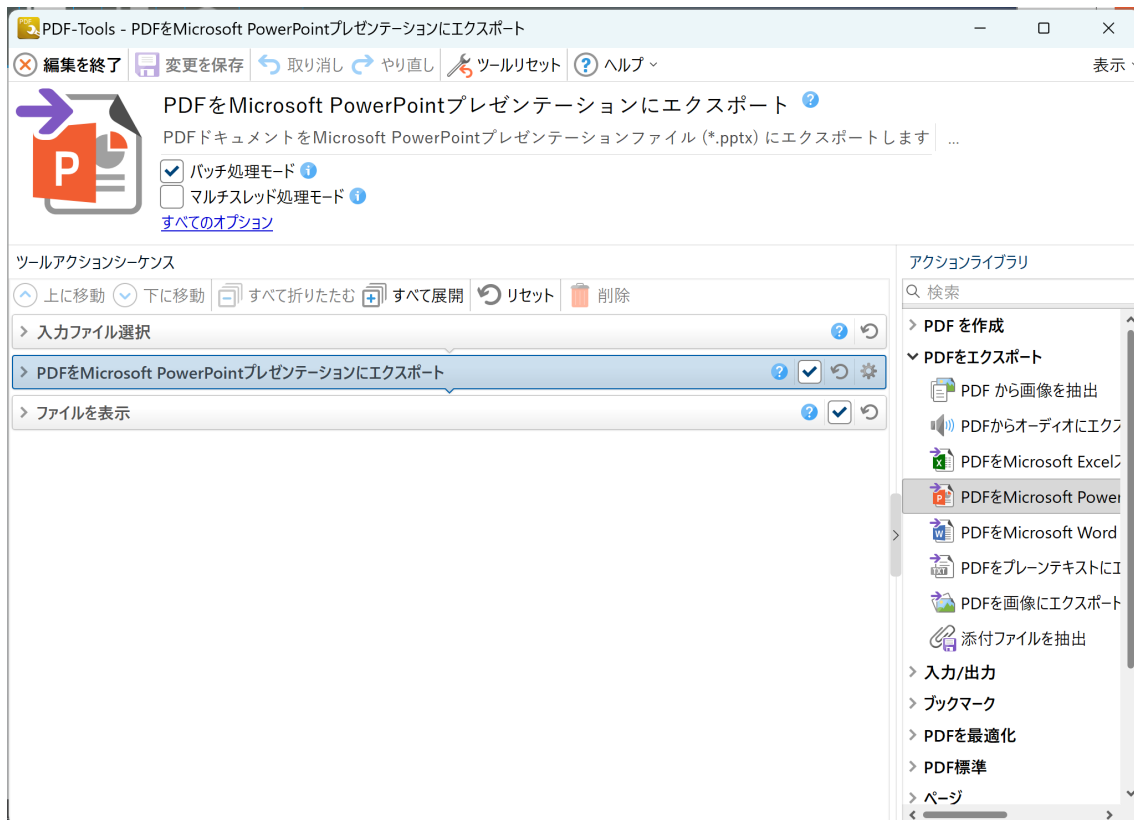 PDF-Tools - PDFをMicrosoft PowerPointプレゼンテーションにエクスポート
編集を終了 変更を保存 取り消し やり直し ツールリセット ヘルプ 表示
PDFをMicrosoft PowerPointプレゼンテーションにエクスポート
PDFドキュメントをMicrosoft PowerPointプレゼンテーションファイル (*.pptx) にエクスポートします ...
バッチ処理モード
マルチスレッド処理モード
すべてのオプション
ツールアクションシーケンス
上に移動 下に移動 すべて折りたたむ すべて展開 リセット 削除
入力ファイル選択
PDFをMicrosoft PowerPointプレゼンテーションにエクスポート
ファイルを表示
アクションライブラリ
検索
PDF を作成
PDFをエクスポート
PDF から画像を抽出
PDFからオーディオにエクス
PDFをMicrosoft Excelス
PDFをMicrosoft Power
PDFをMicrosoft Word
PDFをプレーンテキストにエ
PDFを画像にエクスポート
添付ファイルを抽出
入力/出力
ブックマーク
PDFを最適化
PDF標準
ページ